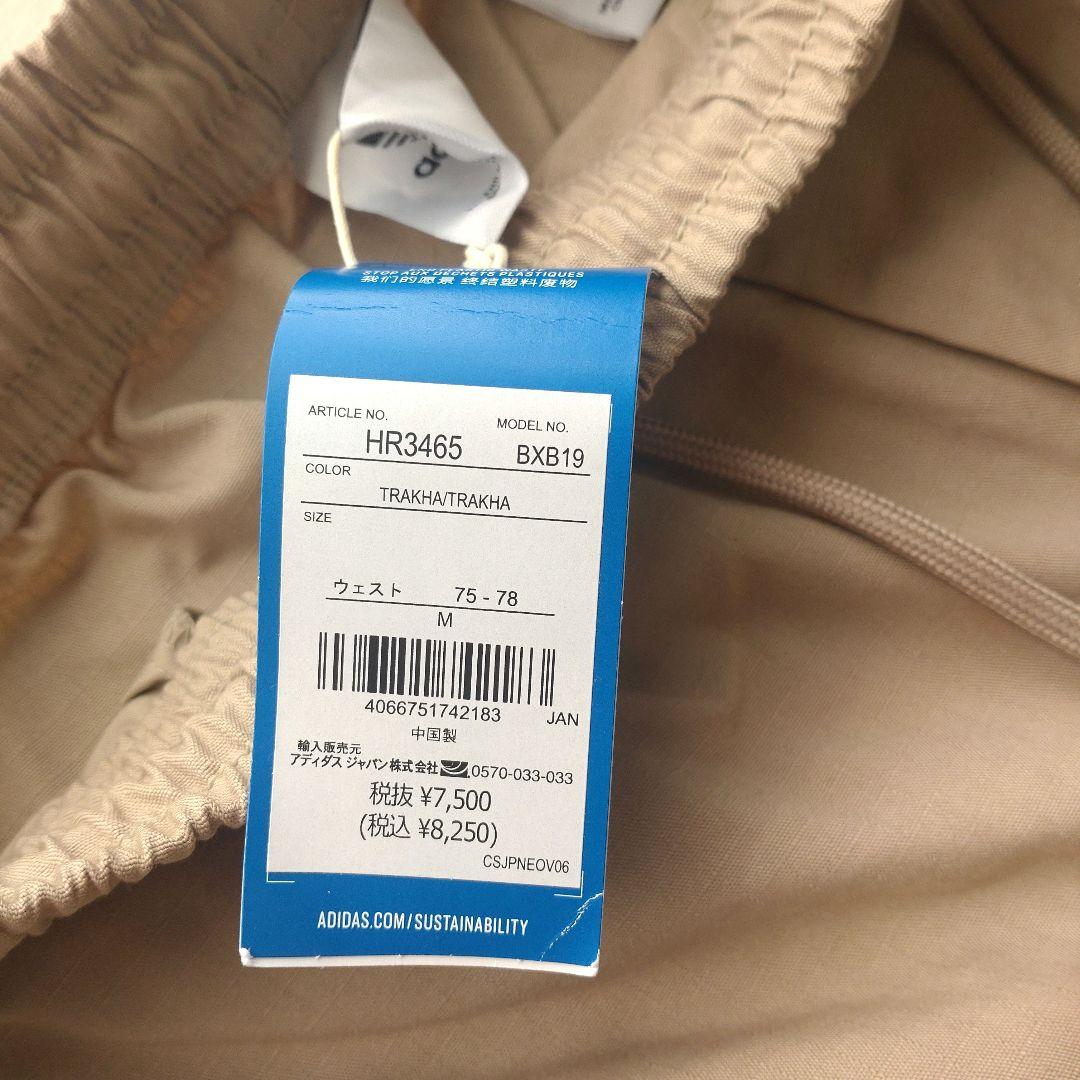 STOP AUX DÉCHETS PLASTIQUES
我们的愿景 终结塑料废物
ARTICLE NO. MODEL NO.
HR3465 BXB19
COLOR
TRAKHA/TRAKHA
SIZE
ウェスト 75 - 78
M
4066751742183 JAN
中国製
輸入販売元
アディダス ジャパン株式会社 0570-033-033
税抜 ¥7,500
(税込 ¥8,250)
CSJPNEOV06
ADIDAS.COM/SUSTAINABILITY